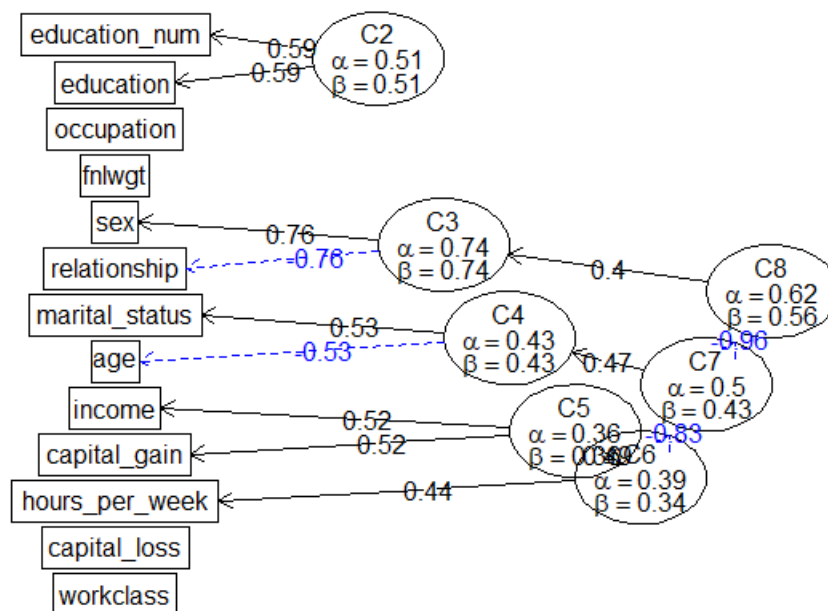 education_num
education
occupation
fnlwgt
sex
relationship
marital_status
age
income
capital_gain
hours_per_week
capital_loss
workclass
0.59
0.59
C2
α = 0.51
β = 0.51
0.76
-0.76
C3
α = 0.74
β = 0.74
0.4
C8
α = 0.62
β = 0.56
-0.96
0.53
-0.53
C4
α = 0.43
β = 0.43
0.47
C7
α = 0.5
β = 0.43
-0.83
0.52
0.52
C5
α = 0.36
0.44
C6
α = 0.39
β = 0.34